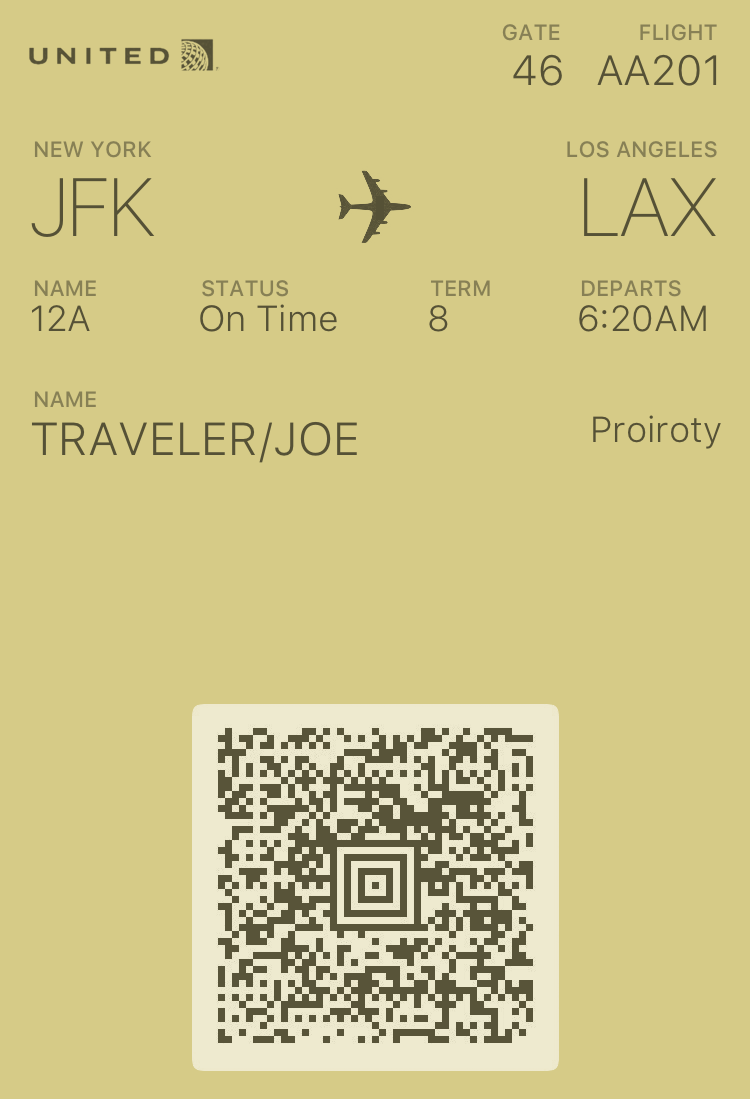 UNITED
GATE FLIGHT
46 AA201
NEW YORK LOS ANGELES
JFK LAX
NAME STATUS TERM DEPARTS
12A On Time 8 6:20AM
NAME
TRAVELER/JOE Proiroty